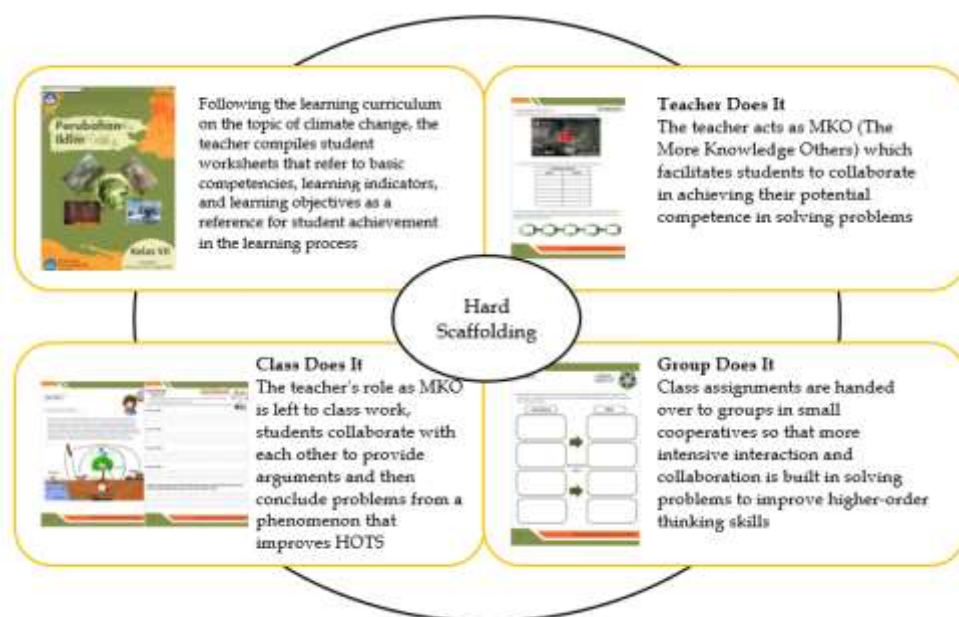 Perubahan
Iklim
Kelas VII
Following the learning curriculum
on the topic of climate change, the
teacher compiles student
worksheets that refer to basic
competencies, learning indicators,
and learning objectives as a
reference for student achievement
in the learning process
Teacher Does It
The teacher acts as MKO (The
More Knowledge Others) which
facilitates students to collaborate
in achieving their potential
competence in solving problems
Hard
Scaffolding
Class Does It
The teacher's role as MKO
is left to class work,
students collaborate with
each other to provide
arguments and then
conclude problems from a
phenomenon that
improves HOTS
Group Does It
Class assignments are handed
over to groups in small
cooperatives so that more
intensive interaction and
collaboration is built in solving
problems to improve higher-order
thinking skills